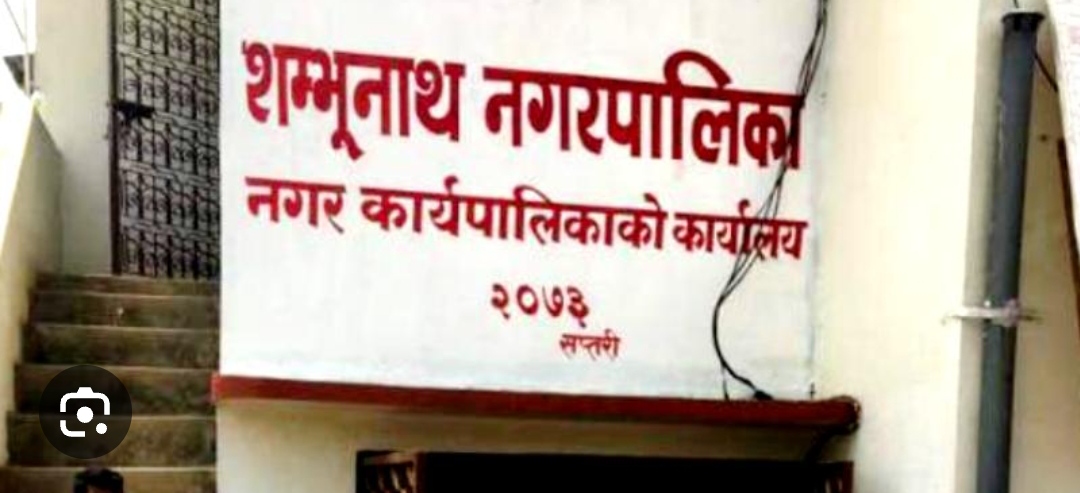 शम्भूनाथ नगरपालिका
नगर कार्यपालिकाको कार्यालय
२०७३
सप्तरी